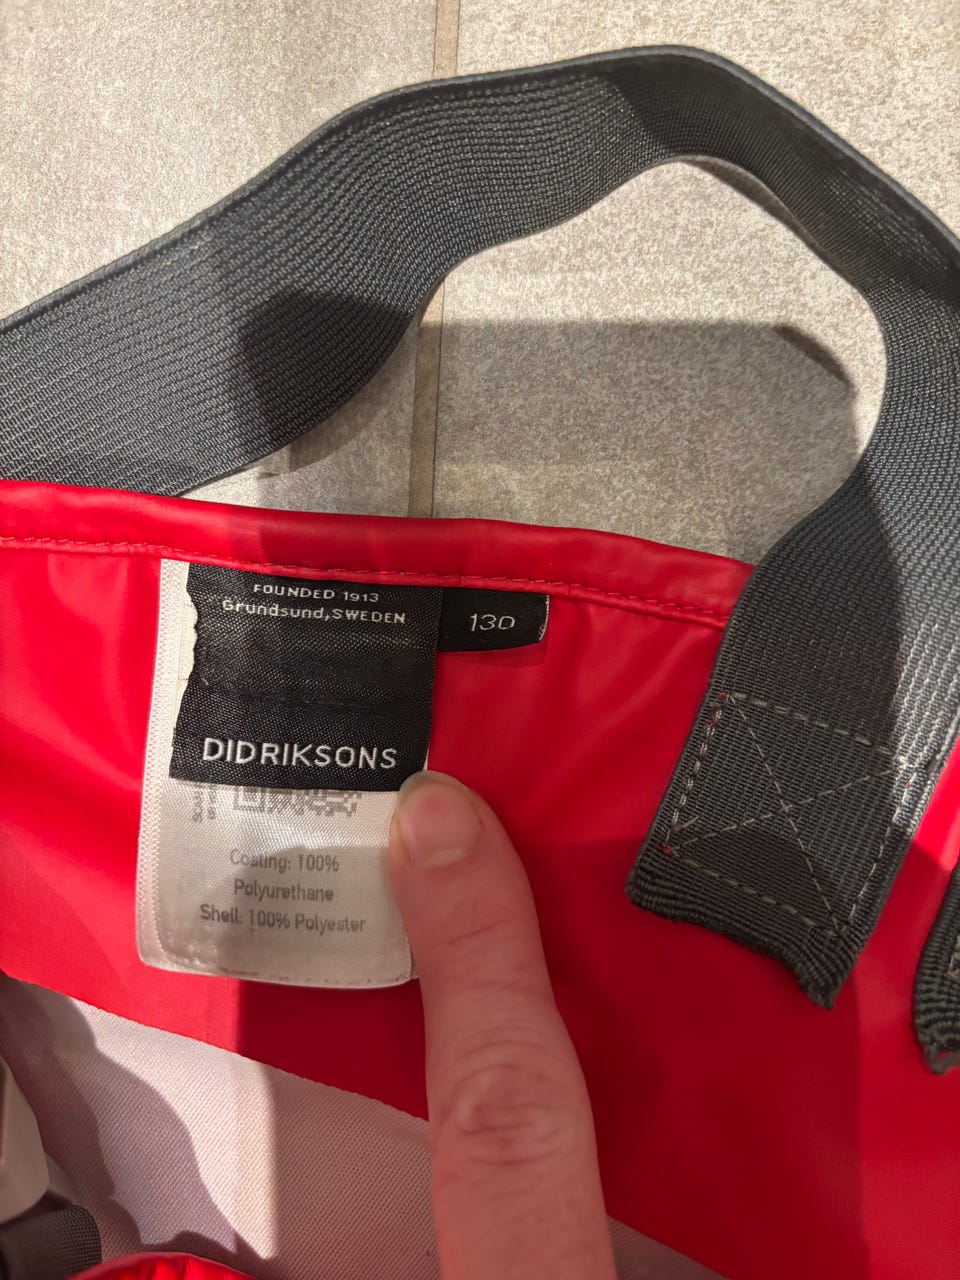 FOUNDED 1913
Grundsund, SWEDEN
130
DIDRIKSONS
Coating: 100%
Polyurethane
Shell: 100% Polyester